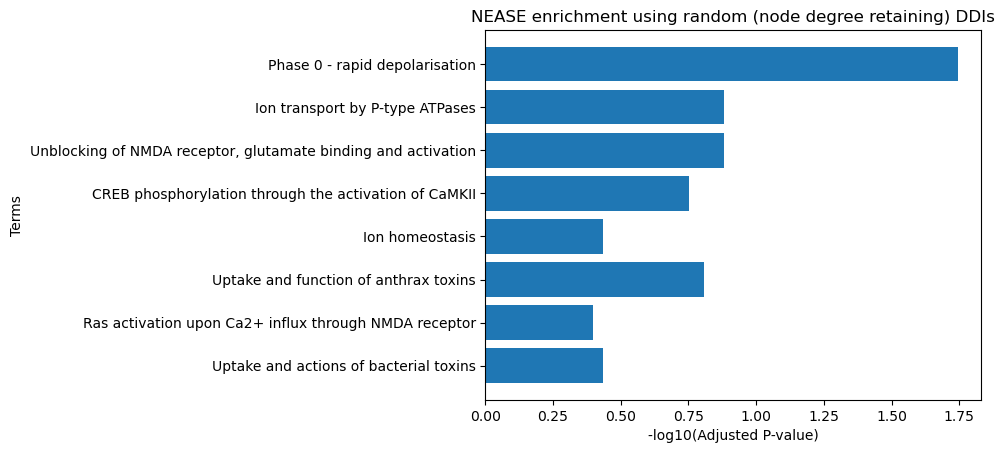 NEASE enrichment using random (node degree retaining) DDIs
Terms
Phase 0 - rapid depolarisation
Ion transport by P-type ATPases
Unblocking of NMDA receptor, glutamate binding and activation
CREB phosphorylation through the activation of CaMKII
Ion homeostasis
Uptake and function of anthrax toxins
Ras activation upon Ca2+ influx through NMDA receptor
Uptake and actions of bacterial toxins
0.00 0.25 0.50 0.75 1.00 1.25 1.50 1.75
-log10(Adjusted P-value)